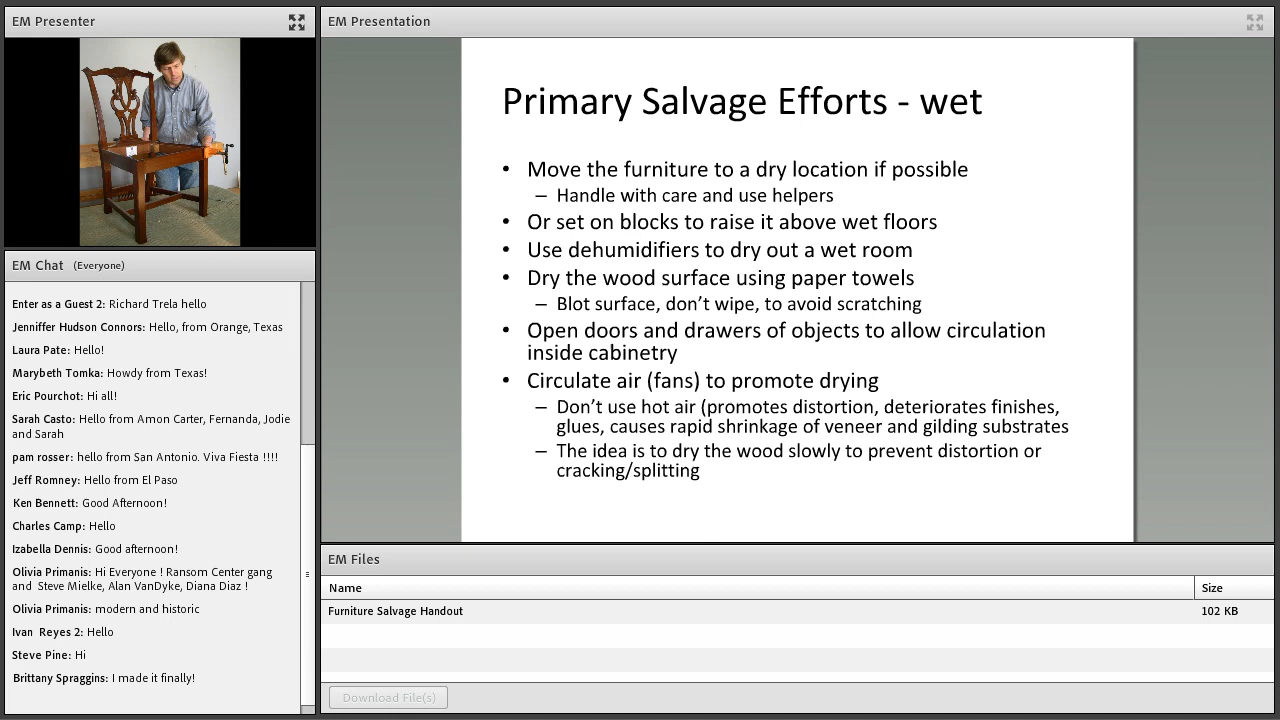 EM Presenter
EM Chat (Everyone)
Enter as a Guest 2: Richard Trela hello
Jenniffer Hudson Connors: Hello, from Orange, Texas
Laura Pate: Hello!
Marybeth Tomka: Howdy from Texas!
Eric Pourchot: Hi all!
Sarah Casto: Hello from Amon Carter, Fernanda, Jodie
and Sarah
pam rosser: hello from San Antonio. Viva Fiesta !!!!
Jeff Romney: Hello from El Paso
Ken Bennett: Good Afternoon!
Charles Camp: Hello
Izabella Dennis: Good afternoon!
Olivia Primanis: Hi Everyone ! Ransom Center gang
and Steve Mielke, Alan VanDyke, Diana Diaz !
Olivia Primanis: modern and historic
Ivan Reyes 2: Hello
Steve Pine: Hi
Brittany Spraggins: I made it finally!
EM Presentation
Primary Salvage Efforts - wet
• Move the furniture to a dry location if possible
– Handle with care and use helpers
• Or set on blocks to raise it above wet floors
• Use dehumidifiers to dry out a wet room
• Dry the wood surface using paper towels
– Blot surface, don't wipe, to avoid scratching
• Open doors and drawers of objects to allow circulation
inside cabinetry
• Circulate air (fans) to promote drying
– Don't use hot air (promotes distortion, deteriorates finishes,
glues, causes rapid shrinkage of veneer and gilding substrates
– The idea is to dry the wood slowly to prevent distortion or
cracking/splitting
EM Files
Name Size
Furniture Salvage Handout 102 KB
Download File(s)